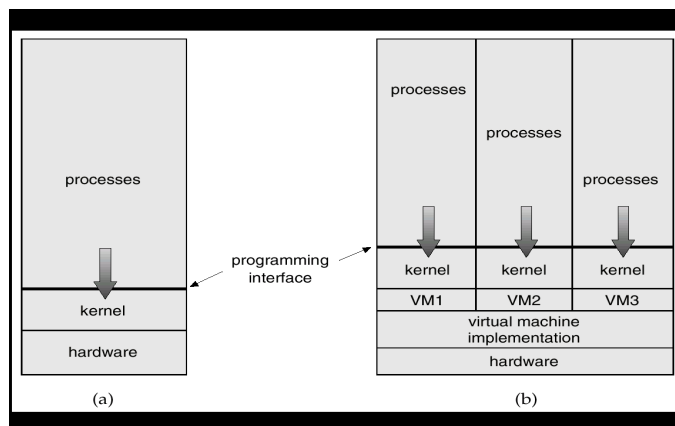 processes
kernel
hardware
(a)
programming
interface
processes
processes
processes
kernel
kernel
kernel
VM1
VM2
VM3
virtual machine
implementation
hardware
(b)